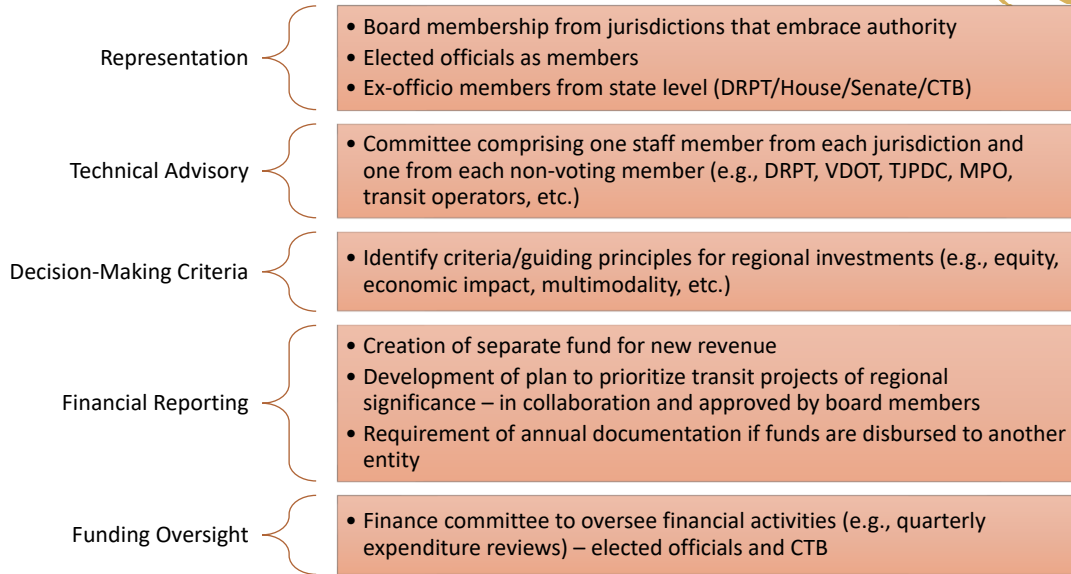 Representation
• Board membership from jurisdictions that embrace authority
• Elected officials as members
• Ex-officio members from state level (DRPT/House/Senate/CTB)
Technical Advisory
• Committee comprising one staff member from each jurisdiction and
one from each non-voting member (e.g., DRPT, VDOT, TJPDC, MPO,
transit operators, etc.)
Decision-Making Criteria
• Identify criteria/guiding principles for regional investments (e.g., equity,
economic impact, multimodality, etc.)
Financial Reporting
• Creation of separate fund for new revenue
• Development of plan to prioritize transit projects of regional
significance – in collaboration and approved by board members
• Requirement of annual documentation if funds are disbursed to another
entity
Funding Oversight
• Finance committee to oversee financial activities (e.g., quarterly
expenditure reviews) – elected officials and CTB